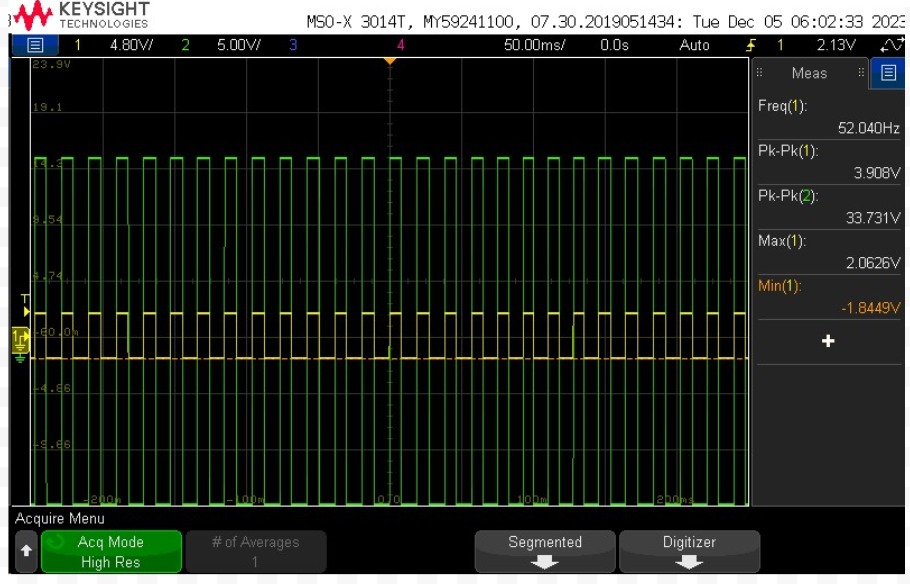 KEYSIGHT
TECHNOLOGIES
MSO-X 3014T, MY59241100, 07.30.2019051434: Tue Dec 05 06:02:33 2023
1 4.80V/ 2 5.00V/ 3 4 50.00ms/ 0.0s Auto 1 2.13V
23.9V
19.1
14.3
9.54
4.74
-60.0m
-4.86
-9.66
-200m -100m 0.0 100m 200ms
T
1
Meas
Freq(1):
52.040Hz
Pk-Pk(1):
3.908V
Pk-Pk(2):
33.731V
Max(1):
2.0626V
Min(1):
-1.8449V
Acquire Menu
Acq Mode
High Res
# of Averages
1
Segmented
Digitizer